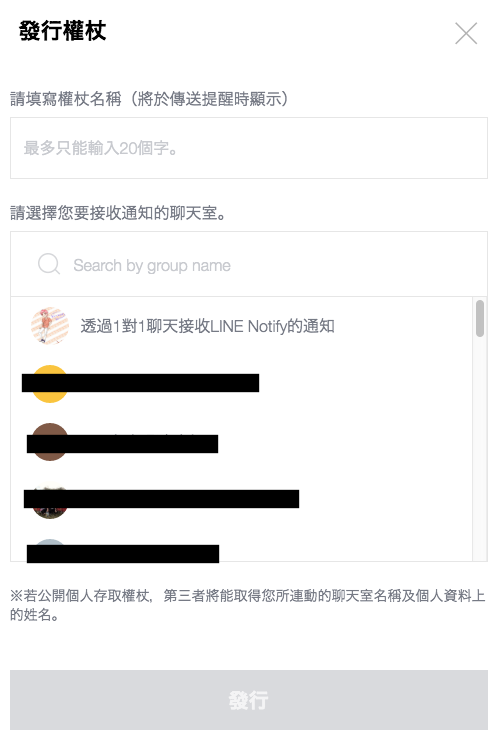 發行權杖
請填寫權杖名稱（將於傳送提醒時顯示）
最多只能輸入20個字。
請選擇您要接收通知的聊天室。
Search by group name
透過1對1聊天接收LINE Notify的通知
※若公開個人存取權杖，第三者將能取得您所連動的聊天室名稱及個人資料上
的姓名。
發行